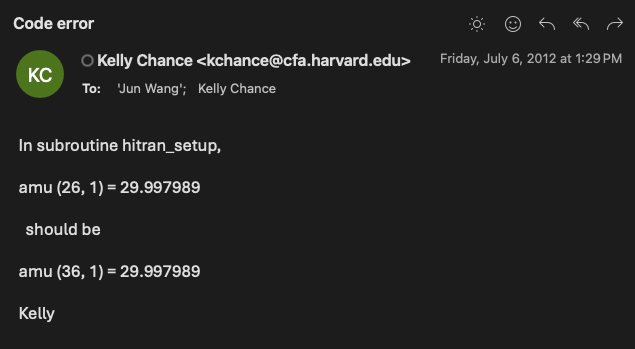 Code error
KC
Kelly Chance <kchance@cfa.harvard.edu>
Friday, July 6, 2012 at 1:29 PM
To: 'Jun Wang'; Kelly Chance
In subroutine hitran_setup,
amu (26, 1) = 29.997989
should be
amu (36, 1) = 29.997989
Kelly